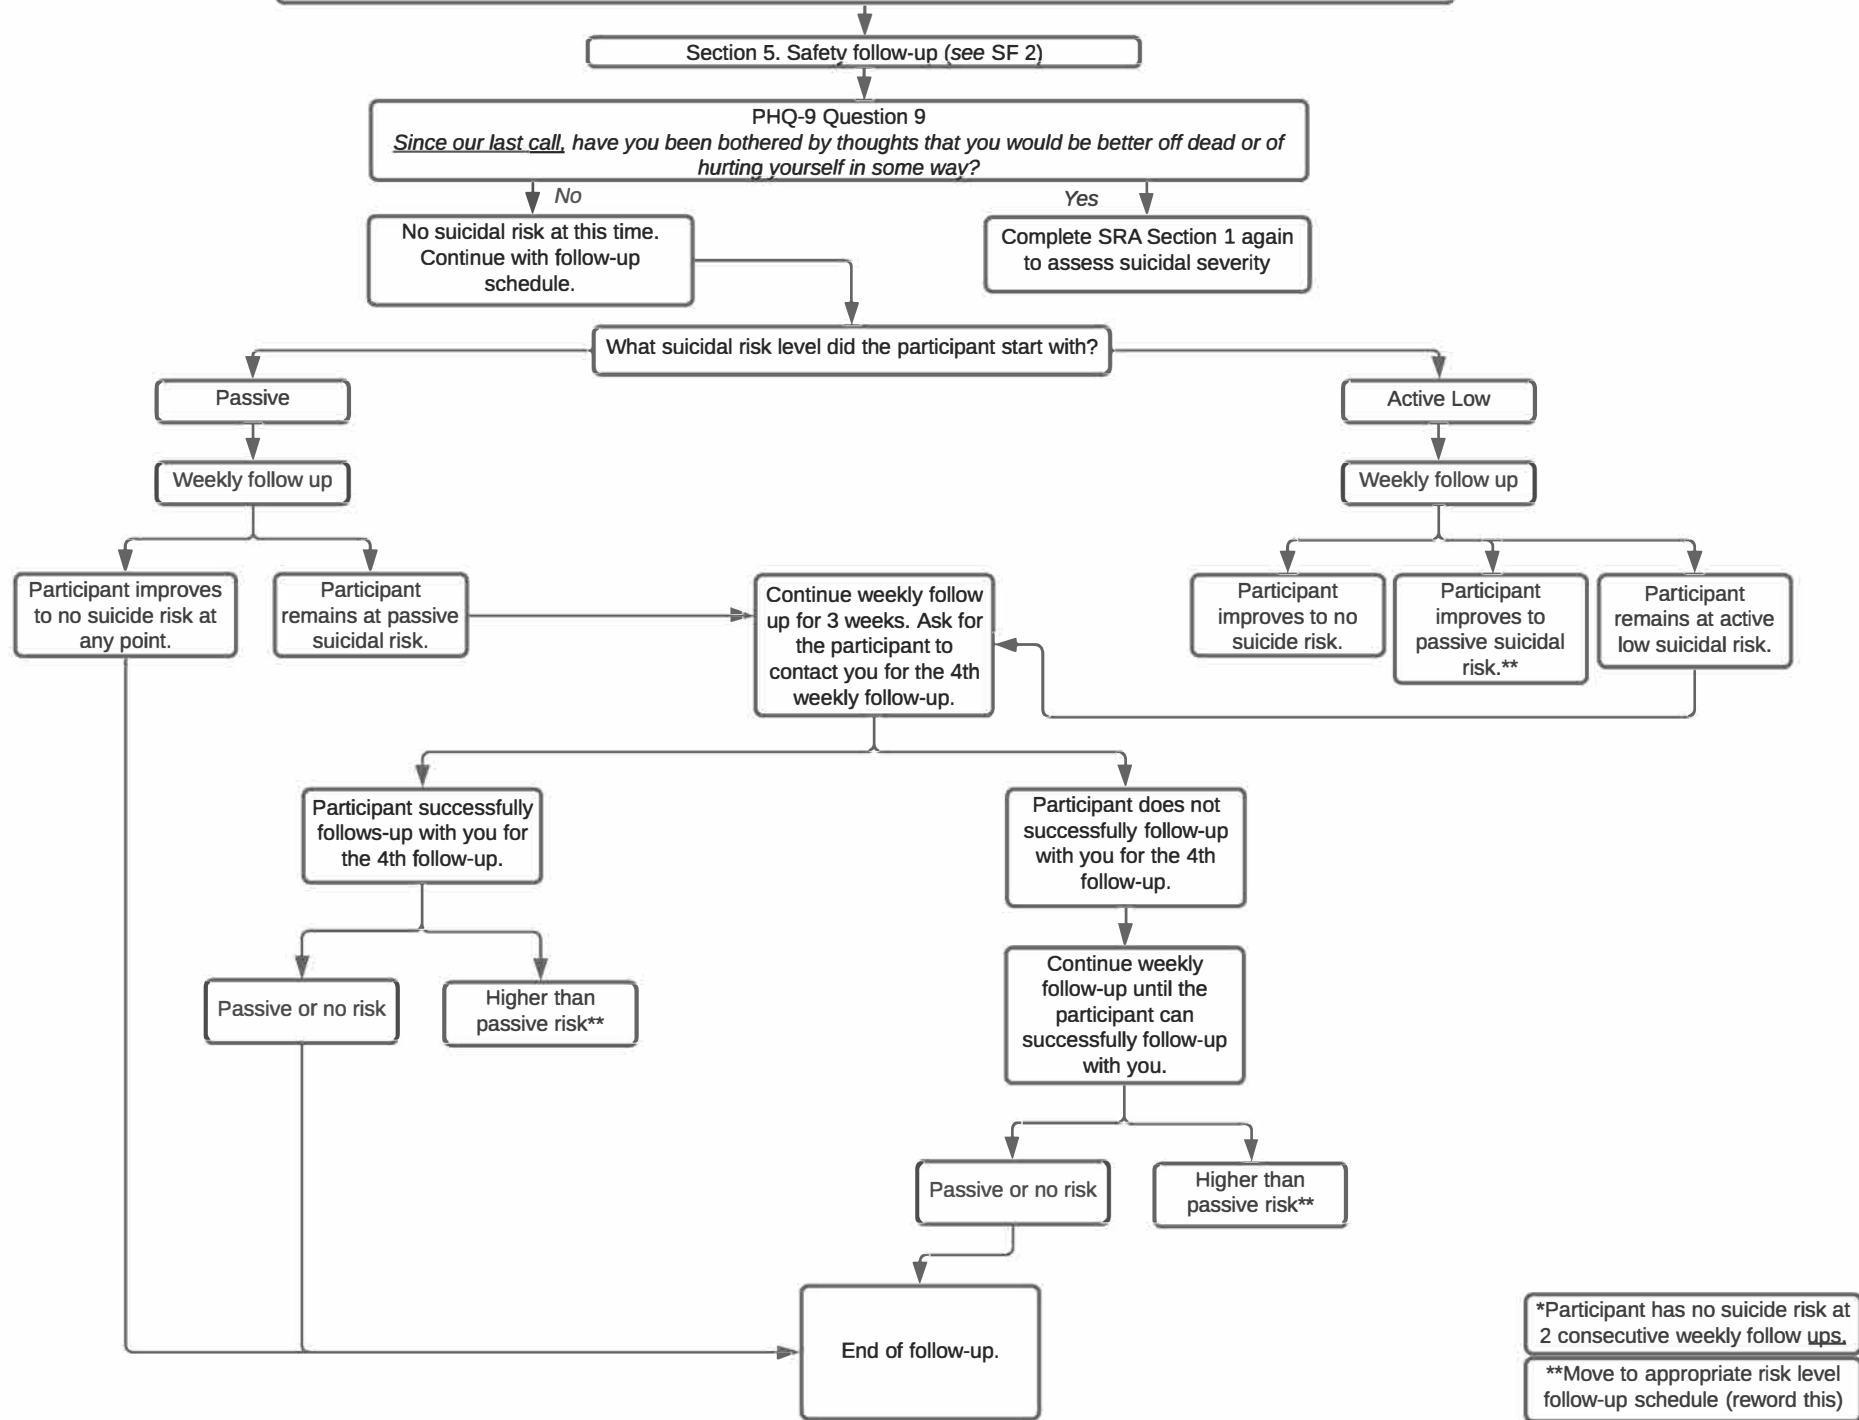 Section 5. Safety follow-up (see SF 2)
PHQ-9 Question 9
Since our last call, have you been bothered by thoughts that you would be better off dead or of
hurting yourself in some way?
No
Yes
No suicidal risk at this time.
Continue with follow-up
schedule.
Complete SRA Section 1 again
to assess suicidal severity
What suicidal risk level did the participant start with?
Passive
Active Low
Weekly follow up
Weekly follow up
Participant improves
to no suicide risk at
any point.
Participant
remains at passive
suicidal risk.
Continue weekly follow
up for 3 weeks. Ask for
the participant to
contact you for the 4th
weekly follow-up.
Participant
improves to no
suicide risk.
Participant
improves to
passive suicidal
risk.**
Participant
remains at active
low suicidal risk.
Participant successfully
follows-up with you for
the 4th follow-up.
Participant does not
successfully follow-up
with you for the 4th
follow-up.
Passive or no risk
Higher than
passive risk**
Continue weekly
follow-up until the
participant can
successfully follow-up
with you.
Passive or no risk
Higher than
passive risk**
End of follow-up.
*Participant has no suicide risk at
2 consecutive weekly follow ups.
**Move to appropriate risk level
follow-up schedule (reword this)